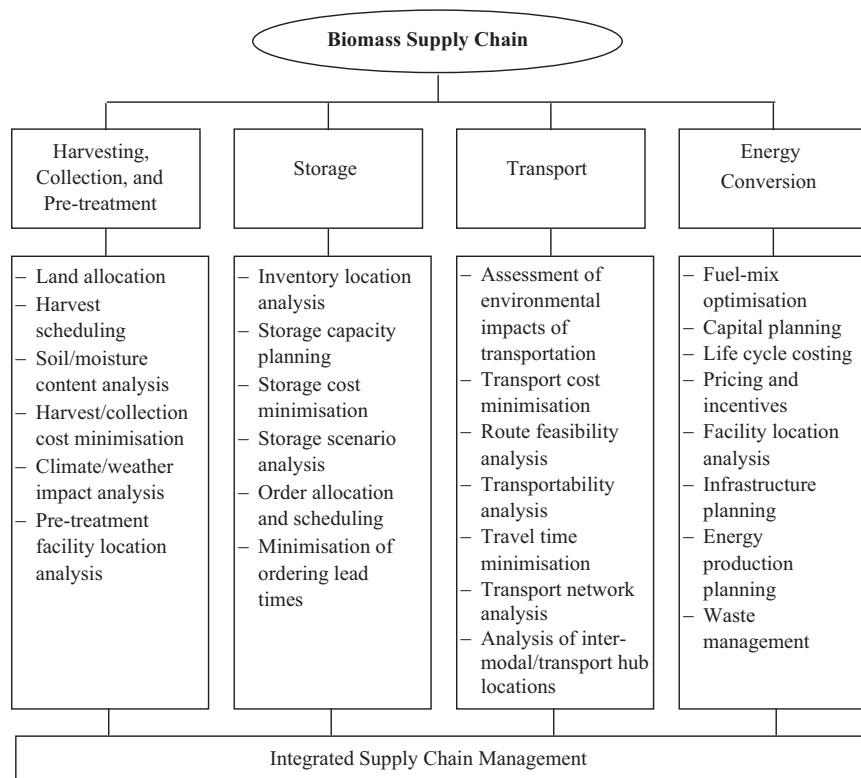 Biomass Supply Chain
Harvesting,
Collection, and
Pre-treatment
Storage
Transport
Energy
Conversion
– Land allocation
– Harvest
scheduling
– Soil/moisture
content analysis
– Harvest/collection
cost minimisation
– Climate/weather
impact analysis
– Pre-treatment
facility location
analysis
– Inventory location
analysis
– Storage capacity
planning
– Storage cost
minimisation
– Storage scenario
analysis
– Order allocation
and scheduling
– Minimisation of
ordering lead
times
– Assessment of
environmental
impacts of
transportation
– Transport cost
minimisation
– Route feasibility
analysis
– Transportability
analysis
– Travel time
minimisation
– Transport network
analysis
– Analysis of inter-
modal/transport hub
locations
– Fuel-mix
optimisation
– Capital planning
– Life cycle costing
– Pricing and
incentives
– Facility location
analysis
– Infrastructure
planning
– Energy
production
planning
– Waste
management
Integrated Supply Chain Management